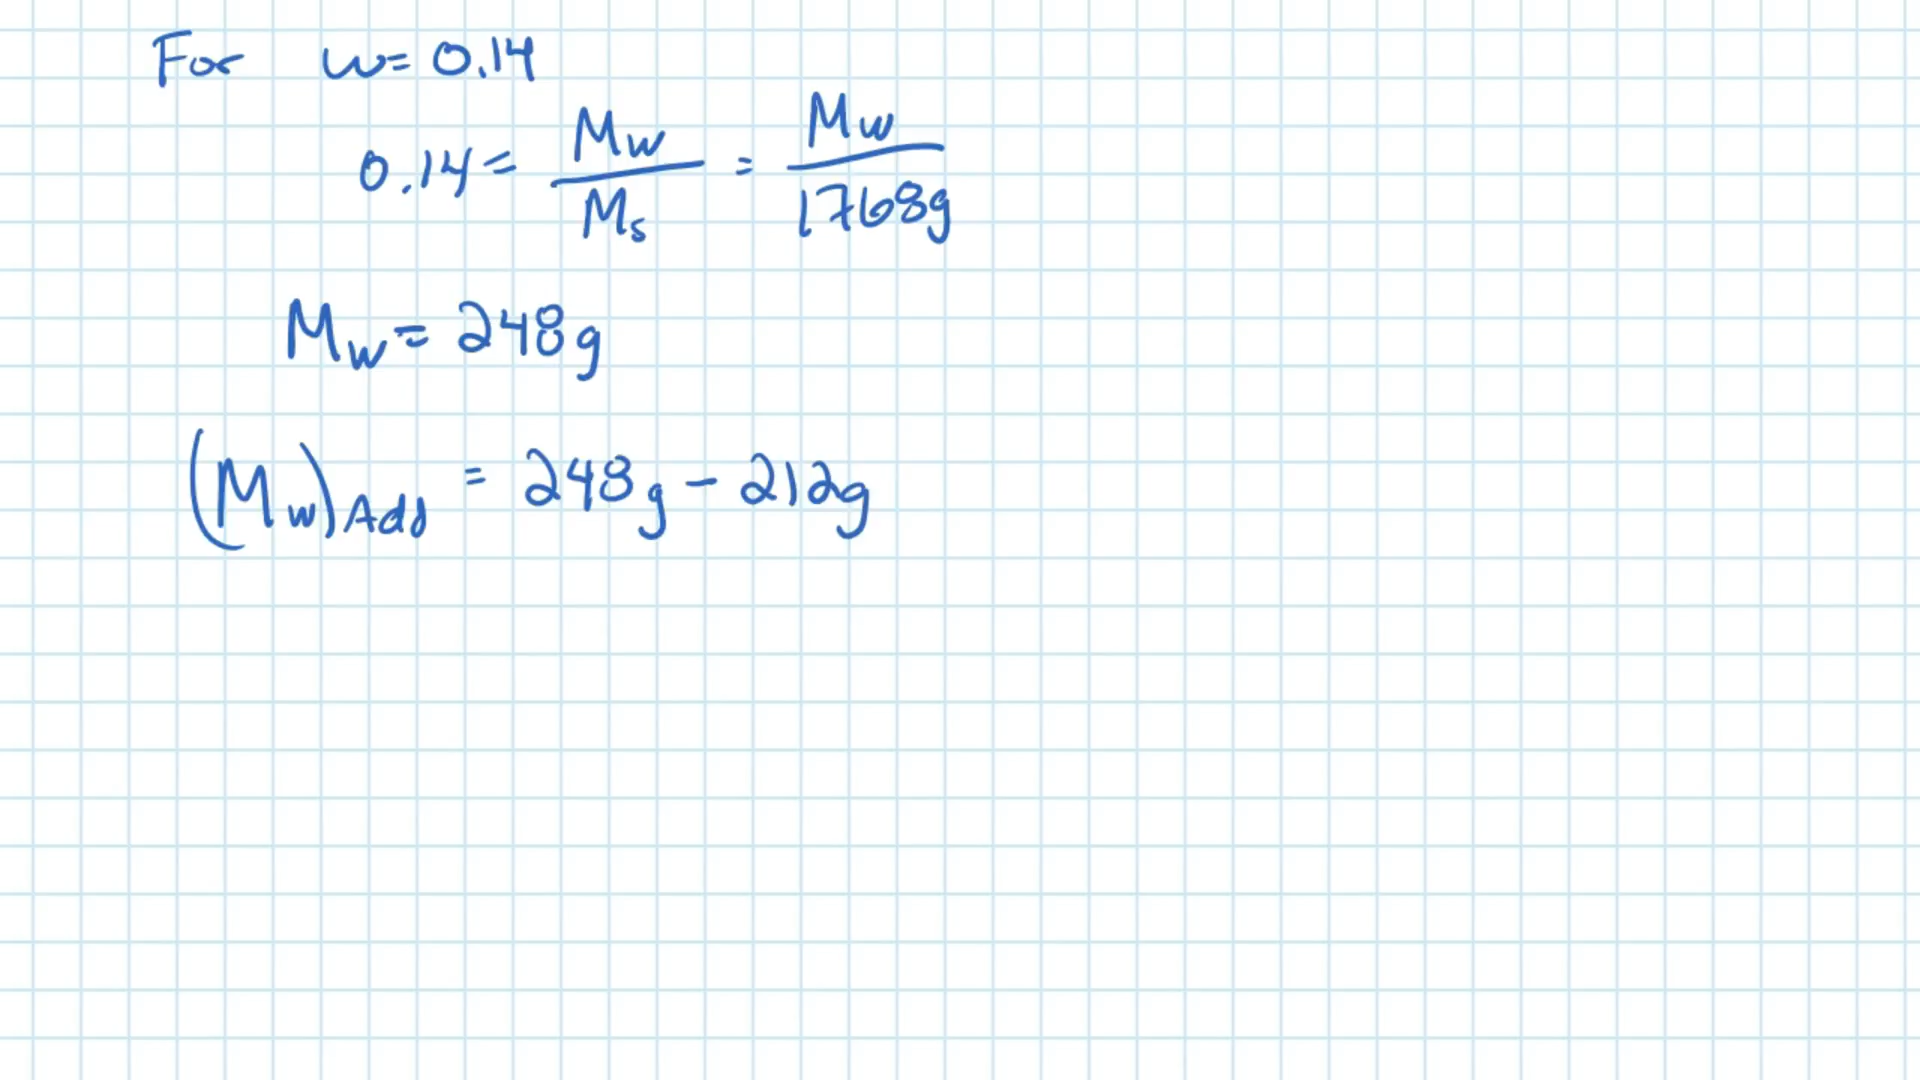 For w= 0.14
0.14 = Mw/Ms = Mw/1768g
Mw = 248g
(Mw)Add = 248g - 212g